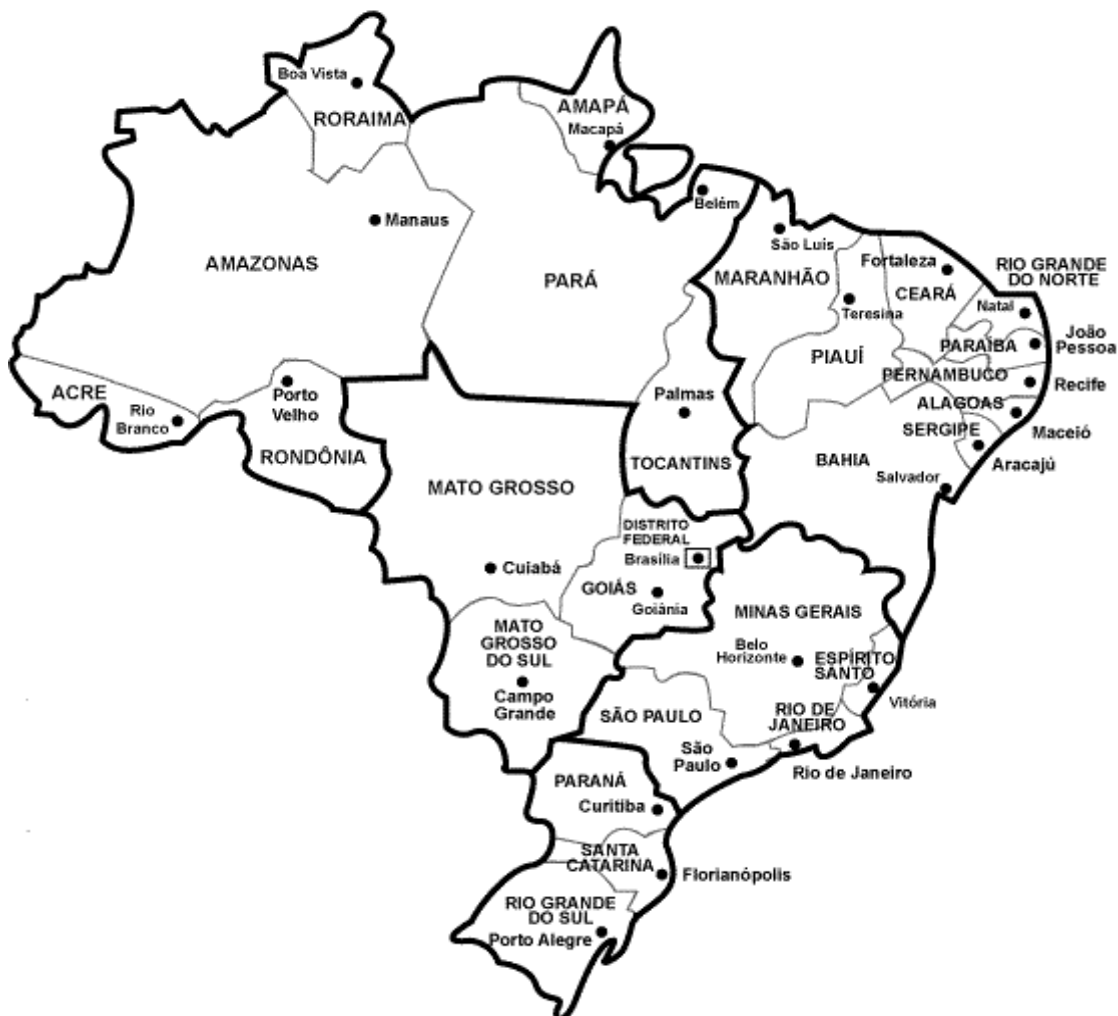 Boa Vista
RORAIMA
AMAPÁ
Macapá
Belém
Manaus
São Luís
AMAZONAS
PARÁ
MARANHÃO
Fortaleza
CEARÁ
RIO GRANDE
DO NORTE
Natal
Teresina
João
Pessoa
PARAÍBA
PIAUÍ
PERNAMBUCO
Recife
ACRE
Rio
Branco
Porto
Velho
RONDÔNIA
Palmas
TOCANTINS
ALAGOAS
Maceió
SERGIPE
Aracajú
BAHIA
Salvador
MATO GROSSO
Cuiabá
DISTRITO
FEDERAL
Brasília
GOIÁS
Goiânia
MINAS GERAIS
Belo
Horizonte
ESPÍRITO
SANTO
Vitória
MATO
GROSSO
DO SUL
Campo
Grande
SÃO PAULO
São
Paulo
RIO DE
JANEIRO
Rio de Janeiro
PARANÁ
Curitiba
SANTA
CATARINA
Florianópolis
RIO GRANDE
DO SUL
Porto Alegre